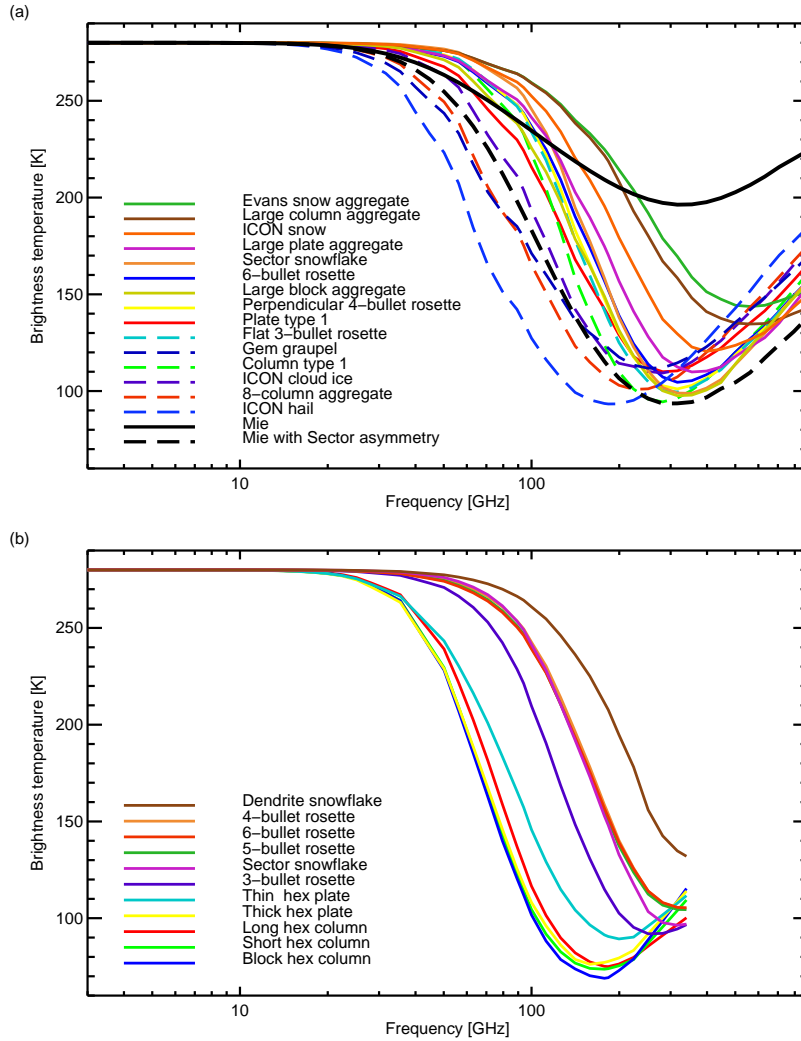 (a)
250
200
150
100
Brightness temperature [K]
Evans snow aggregate
Large column aggregate
ICON snow
Large plate aggregate
Sector snowflake
6−bullet rosette
Large block aggregate
Perpendicular 4−bullet rosette
Plate type 1
Flat 3−bullet rosette
Gem graupel
Column type 1
ICON cloud ice
8−column aggregate
ICON hail
Mie
Mie with Sector asymmetry
10
100
Frequency [GHz]
(b)
250
200
150
100
Brightness temperature [K]
Dendrite snowflake
4−bullet rosette
6−bullet rosette
5−bullet rosette
Sector snowflake
3−bullet rosette
Thin hex plate
Thick hex plate
Long hex column
Short hex column
Block hex column
10
100
Frequency [GHz]